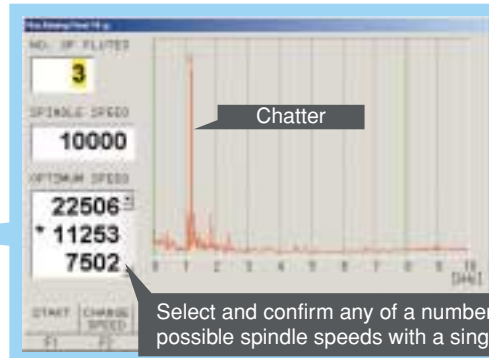 NO. OF FLUTES
3
SPINDLE SPEED
10000
OPTIMUM SPEED
22506
* 11253
7502
Chatter
0 1 2 3 4 5 6 7 8 9 10
[kHz]
START
CHANGE
SPEED
F1 F2
Select and confirm any of a number
possible spindle speeds with a sing